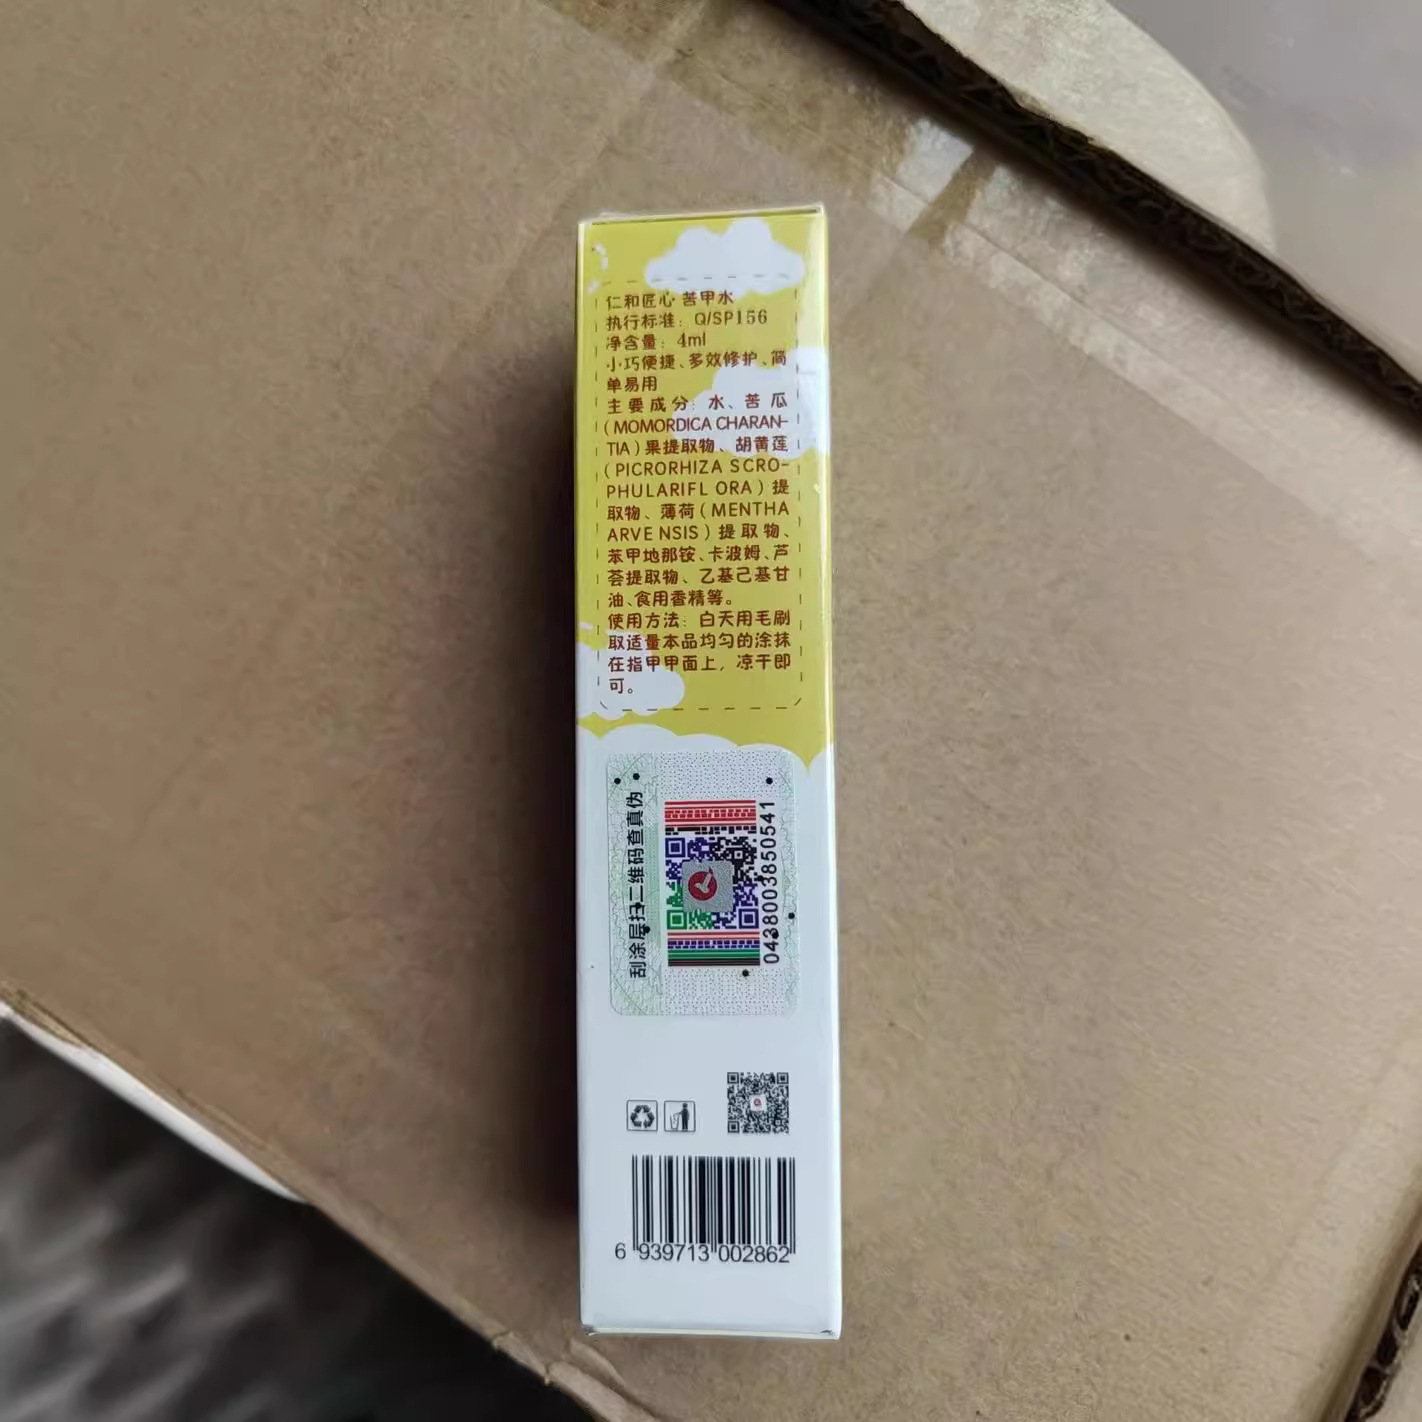 仁和匠心 苦甲水
执行标准：Q/SP156
净含量：4ml
小巧便捷、多效修护、简
单易用
主要成分：水、苦瓜
（MOMORDICA CHARAN-
TIA）果提取物、胡黄莲
（PICRORHIZA SCRO-
PHULARIFL ORA）提
取物、薄荷（MENTHA
ARVE NSIS）提取物、
苯甲地那铵、卡波姆、芦
荟提取物、乙基己基甘
油、食用香精等。
使用方法：白天用毛刷
取适量本品均匀的涂抹
在指甲甲面上，凉干即
可。
刮涂层扫二维码查真伪
0438003850541
6 939713 002862